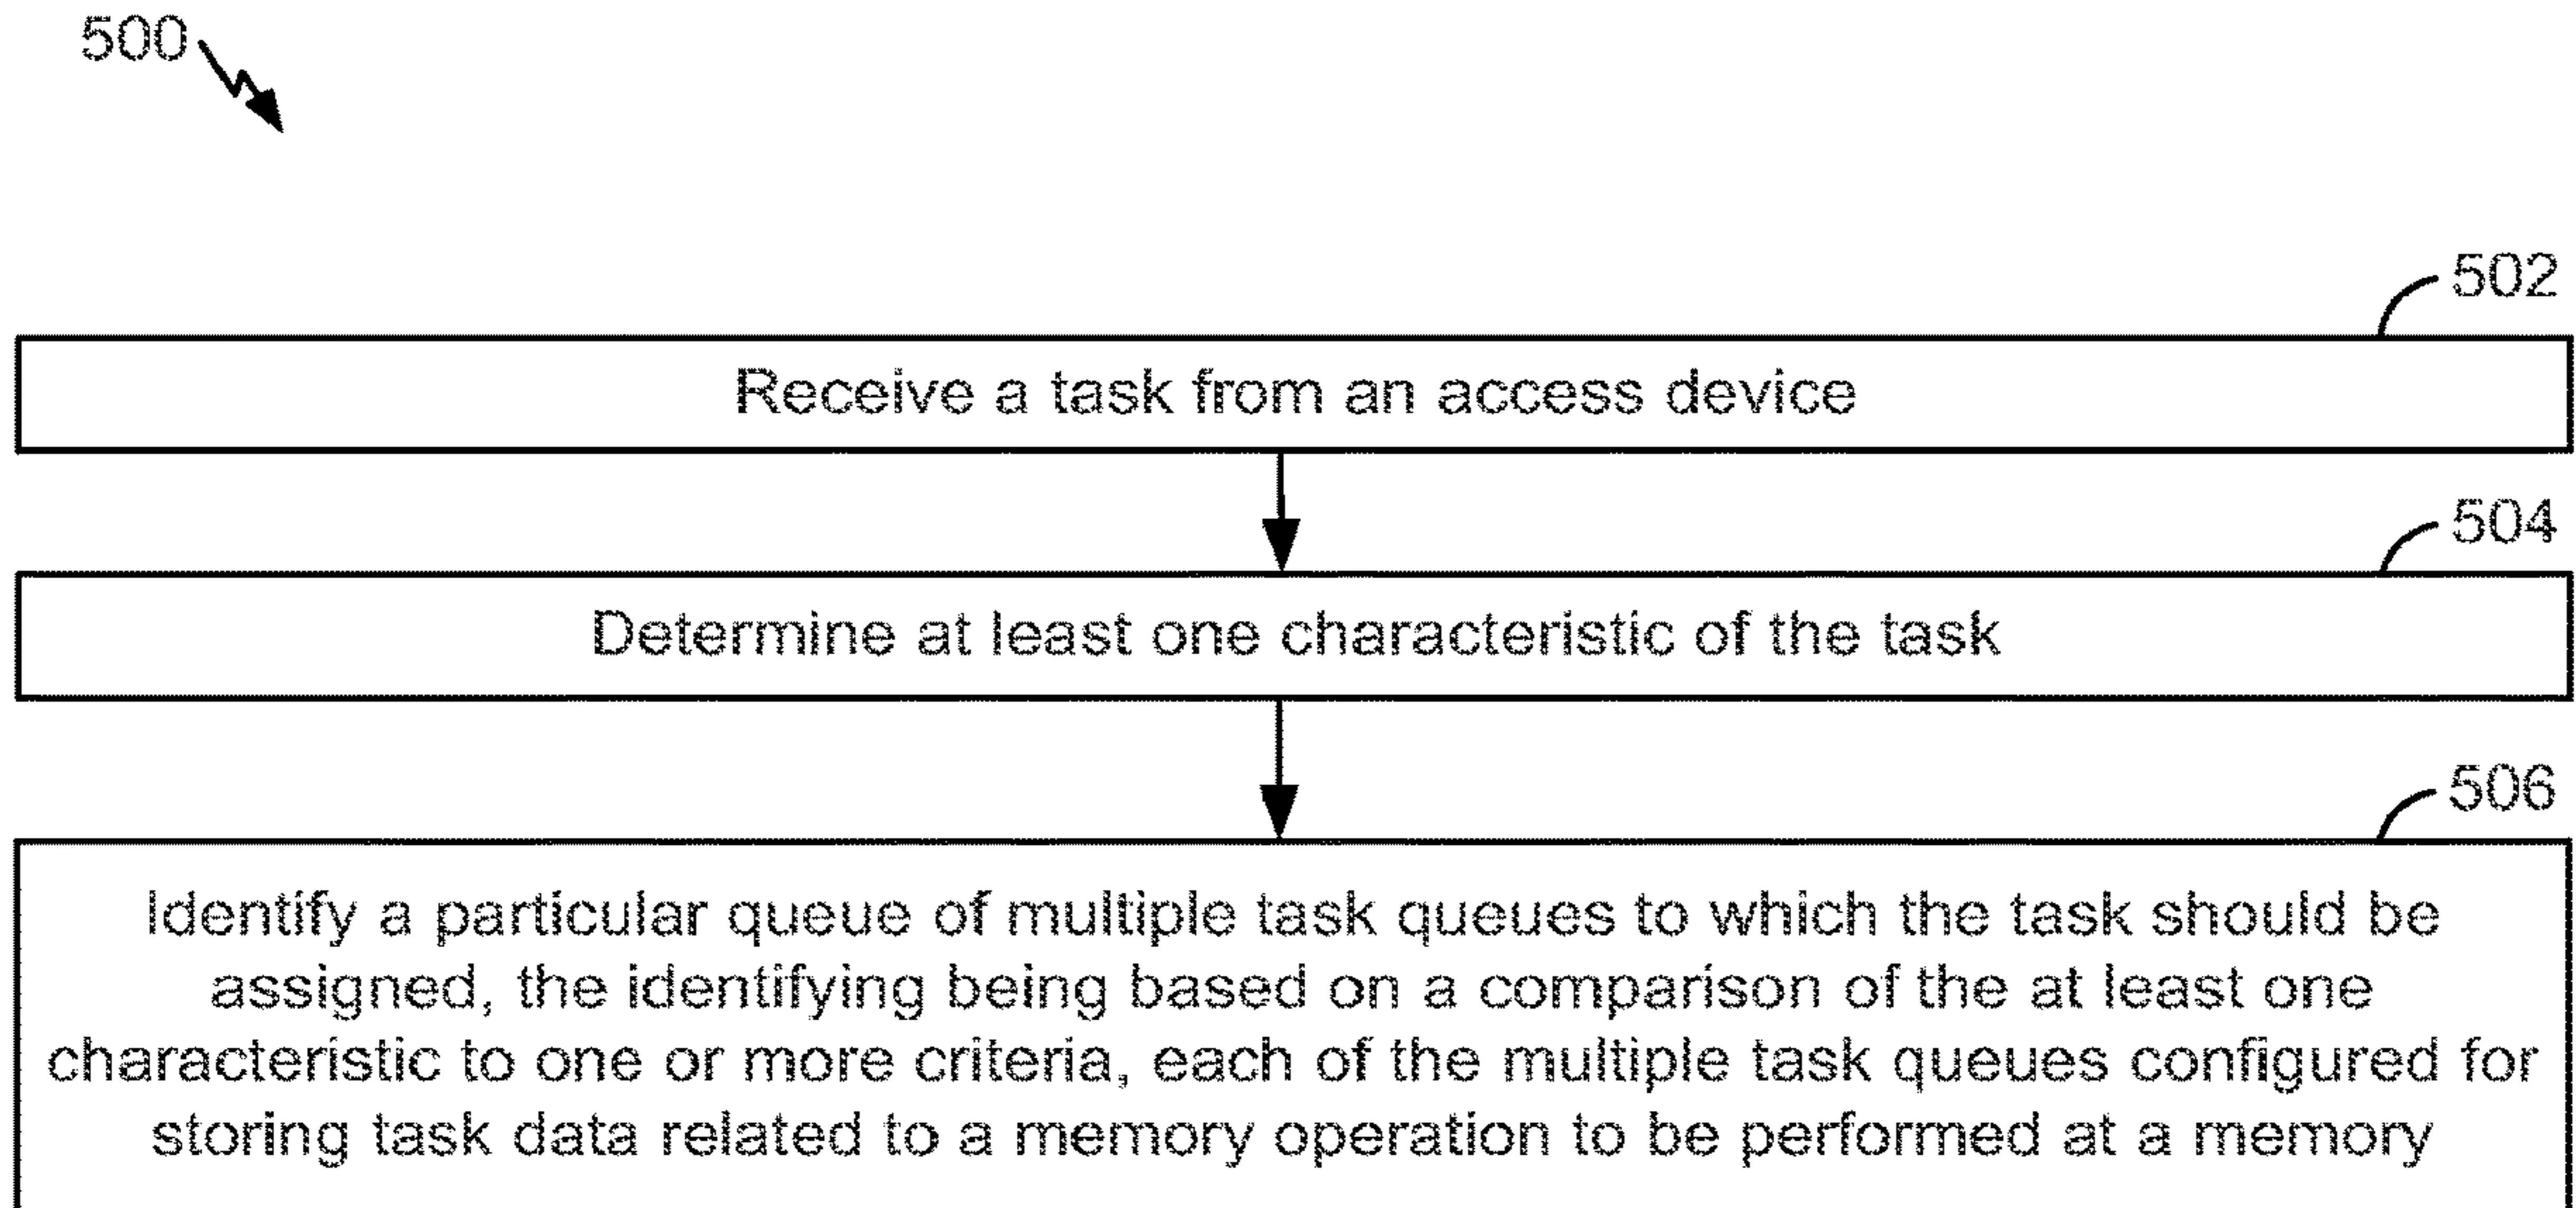 500
502
Receive a task from an access device
504
Determine at least one characteristic of the task
506
Identify a particular queue of multiple task queues to which the task should be
assigned, the identifying being based on a comparison of the at least one
characteristic to one or more criteria, each of the multiple task queues configured for
storing task data related to a memory operation to be performed at a memory